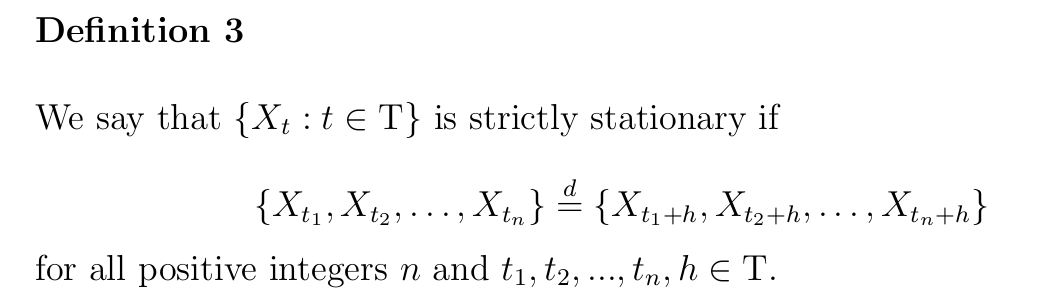 Definition 3
We say that {X_t : t ∈ T} is strictly stationary if
{X_{t_1}, X_{t_2}, . . . , X_{t_n}} \stackrel{d}{=} {X_{t_1+h}, X_{t_2+h}, . . . , X_{t_n+h}}
for all positive integers n and t_1, t_2, ..., t_n, h ∈ T.